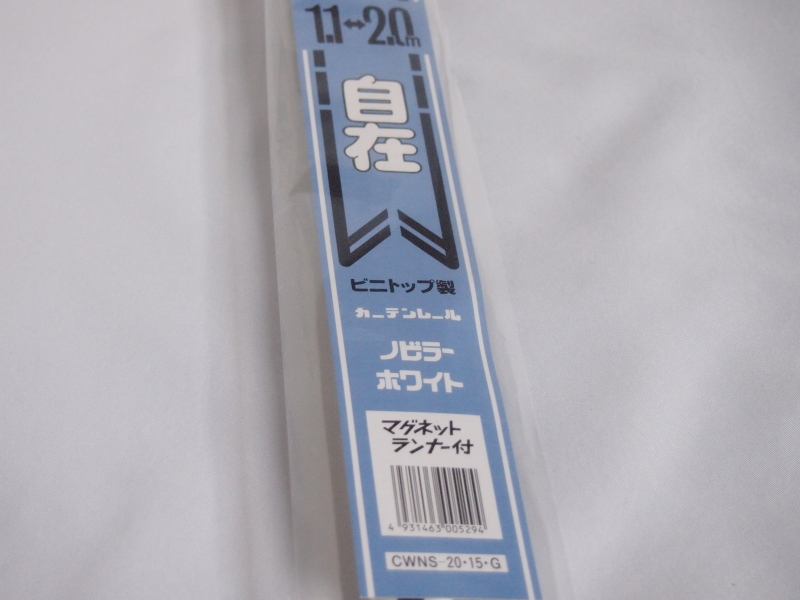 1.1↔2.0m
自在
ビニトップ製
カーテンレール
ノビラー
ホワイト
マグネット
ランナー付
4 931463 005294
CWNS-20・15・G